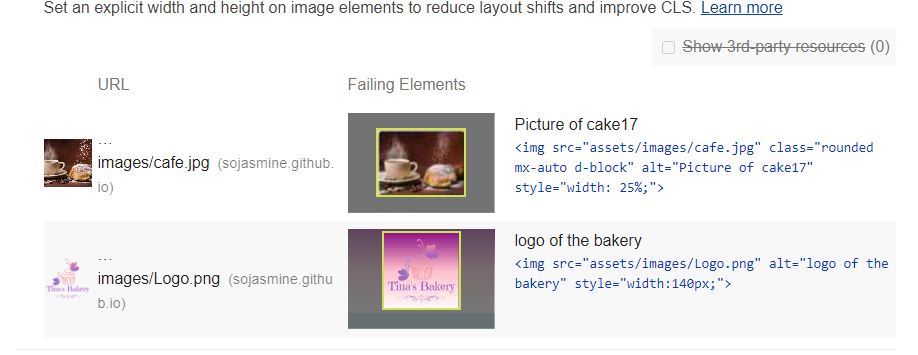 Set an explicit width and height on image elements to reduce layout shifts and improve CLS. Learn more
Show 3rd-party resources (0)
URL
Failing Elements
...
images/cafe.jpg (sojasmine.github.
io)
Picture of cake17
<img src="assets/images/cafe.jpg" class="rounded
mx-auto d-block" alt="Picture of cake17"
style="width: 25%;">
...
images/Logo.png (sojasmine.githu
b.io)
Tina's Bakery
Tina's Bakery
logo of the bakery
<img src="assets/images/Logo.png" alt="logo of the
bakery" style="width:140px;">